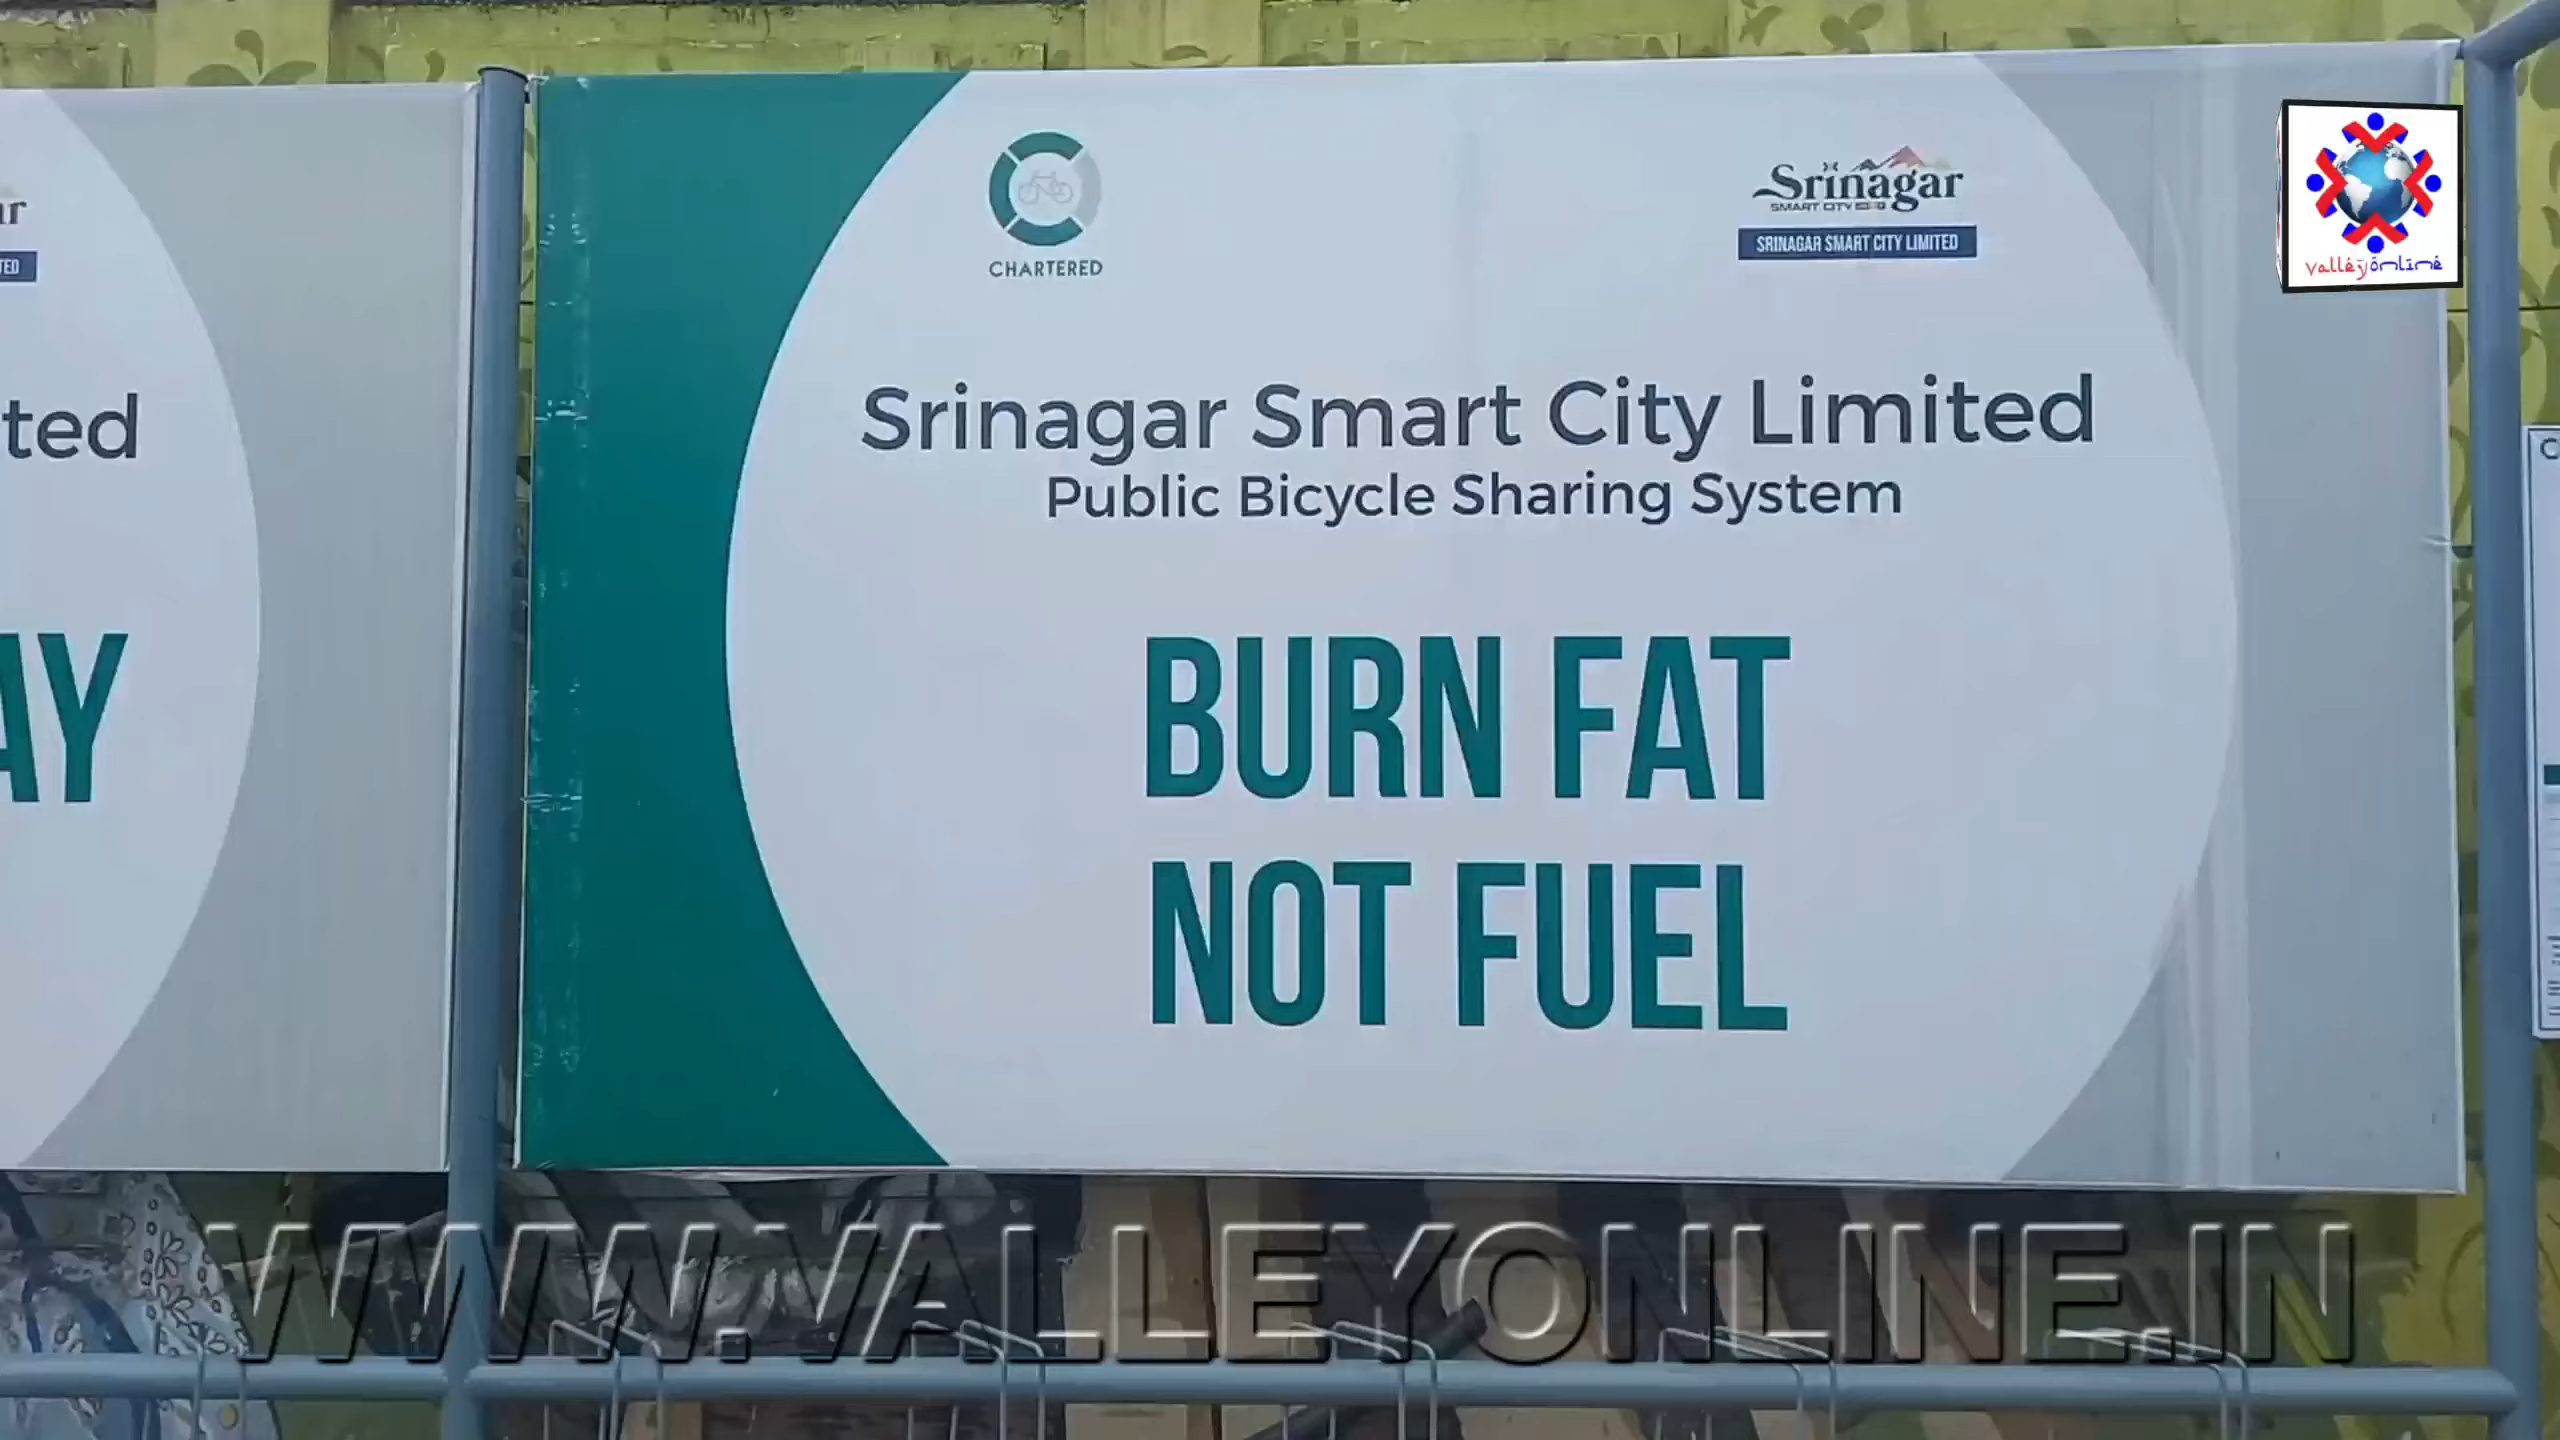 ted
AY
CHARTERED
Srinagar
SMART CITY
SRINAGAR SMART CITY LIMITED
valleyonline
Srinagar Smart City Limited
Public Bicycle Sharing System
BURN FAT
NOT FUEL
WWW.VALLEYONLINE.IN